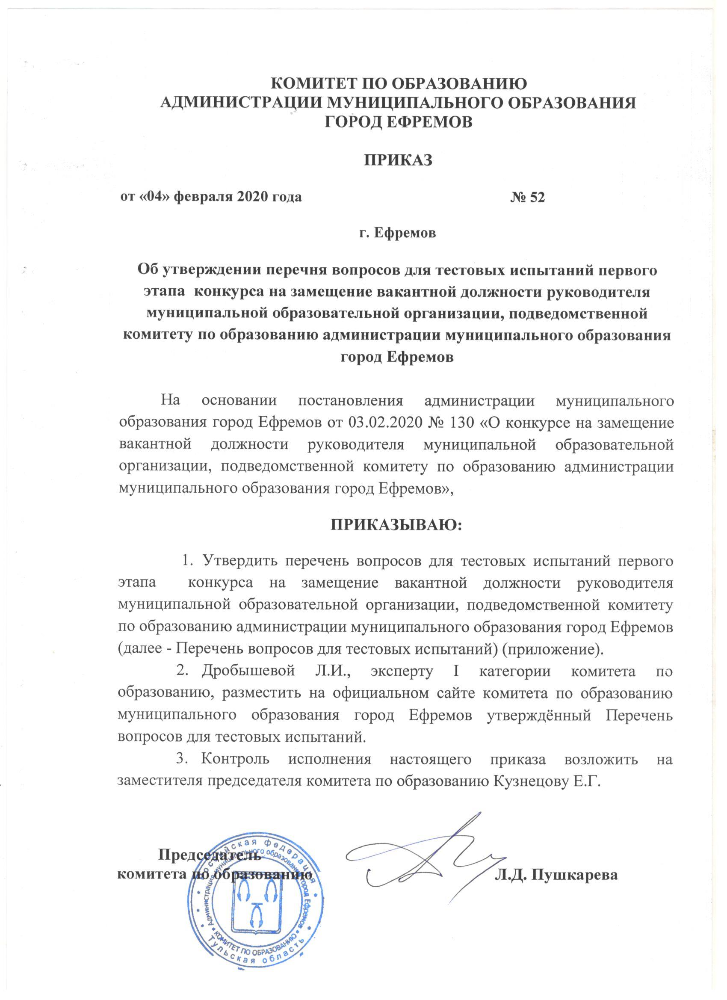 КОМИТЕТ ПО ОБРАЗОВАНИЮ
АДМИНИСТРАЦИИ МУНИЦИПАЛЬНОГО ОБРАЗОВАНИЯ
ГОРОД ЕФРЕМОВ
ПРИКАЗ
от «04» февраля 2020 года № 52
г. Ефремов
Об утверждении перечня вопросов для тестовых испытаний первого
этапа конкурса на замещение вакантной должности руководителя
муниципальной образовательной организации, подведомственной
комитету по образованию администрации муниципального образования
город Ефремов
На основании постановления администрации муниципального
образования город Ефремов от 03.02.2020 № 130 «О конкурсе на замещение
вакантной должности руководителя муниципальной образовательной
организации, подведомственной комитету по образованию администрации
муниципального образования город Ефремов»,
ПРИКАЗЫВАЮ:
1. Утвердить перечень вопросов для тестовых испытаний первого
этапа конкурса на замещение вакантной должности руководителя
муниципальной образовательной организации, подведомственной комитету
по образованию администрации муниципального образования город Ефремов
(далее - Перечень вопросов для тестовых испытаний) (приложение).
2. Дробышевой Л.И., эксперту I категории комитета по
образованию, разместить на официальном сайте комитета по образованию
муниципального образования город Ефремов утверждённый Перечень
вопросов для тестовых испытаний.
3. Контроль исполнения настоящего приказа возложить на
заместителя председателя комитета по образованию Кузнецову Е.Г.
Председатель
комитета по образованию Л.Д. Пушкарева
Российская федерация
Тульская область
Администрация муниципального образования город Ефремов
КОМИТЕТ ПО ОБРАЗОВАНИЮ